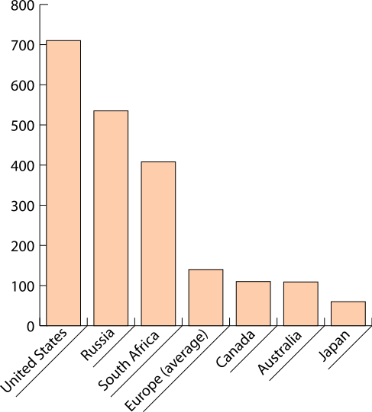 800
700
600
500
400
300
200
100
0
United States
Russia
South Africa
Europe (average)
Canada
Australia
Japan